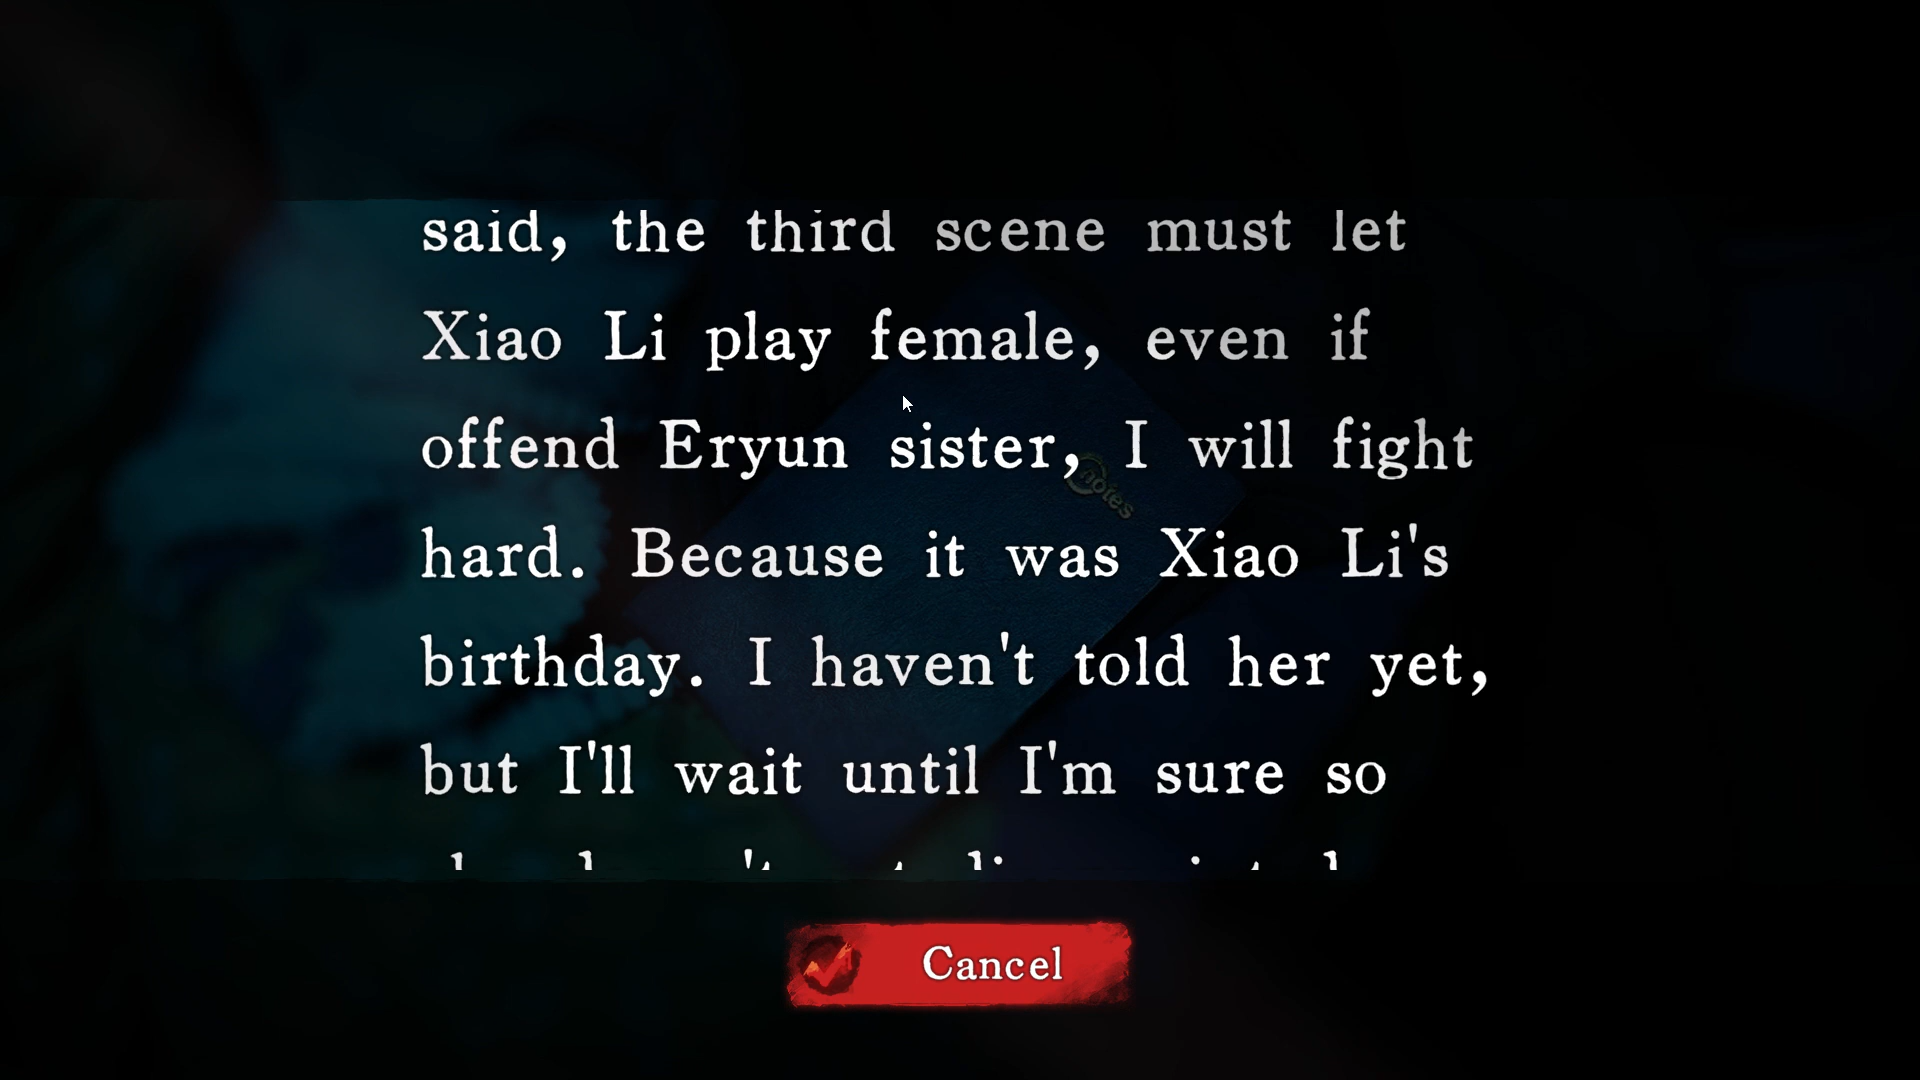 said, the third scene must let
Xiao Li play female, even if
offend Eryun sister, I will fight
notes
hard. Because it was Xiao Li's
birthday. I haven't told her yet,
but I'll wait until I'm sure so
Cancel